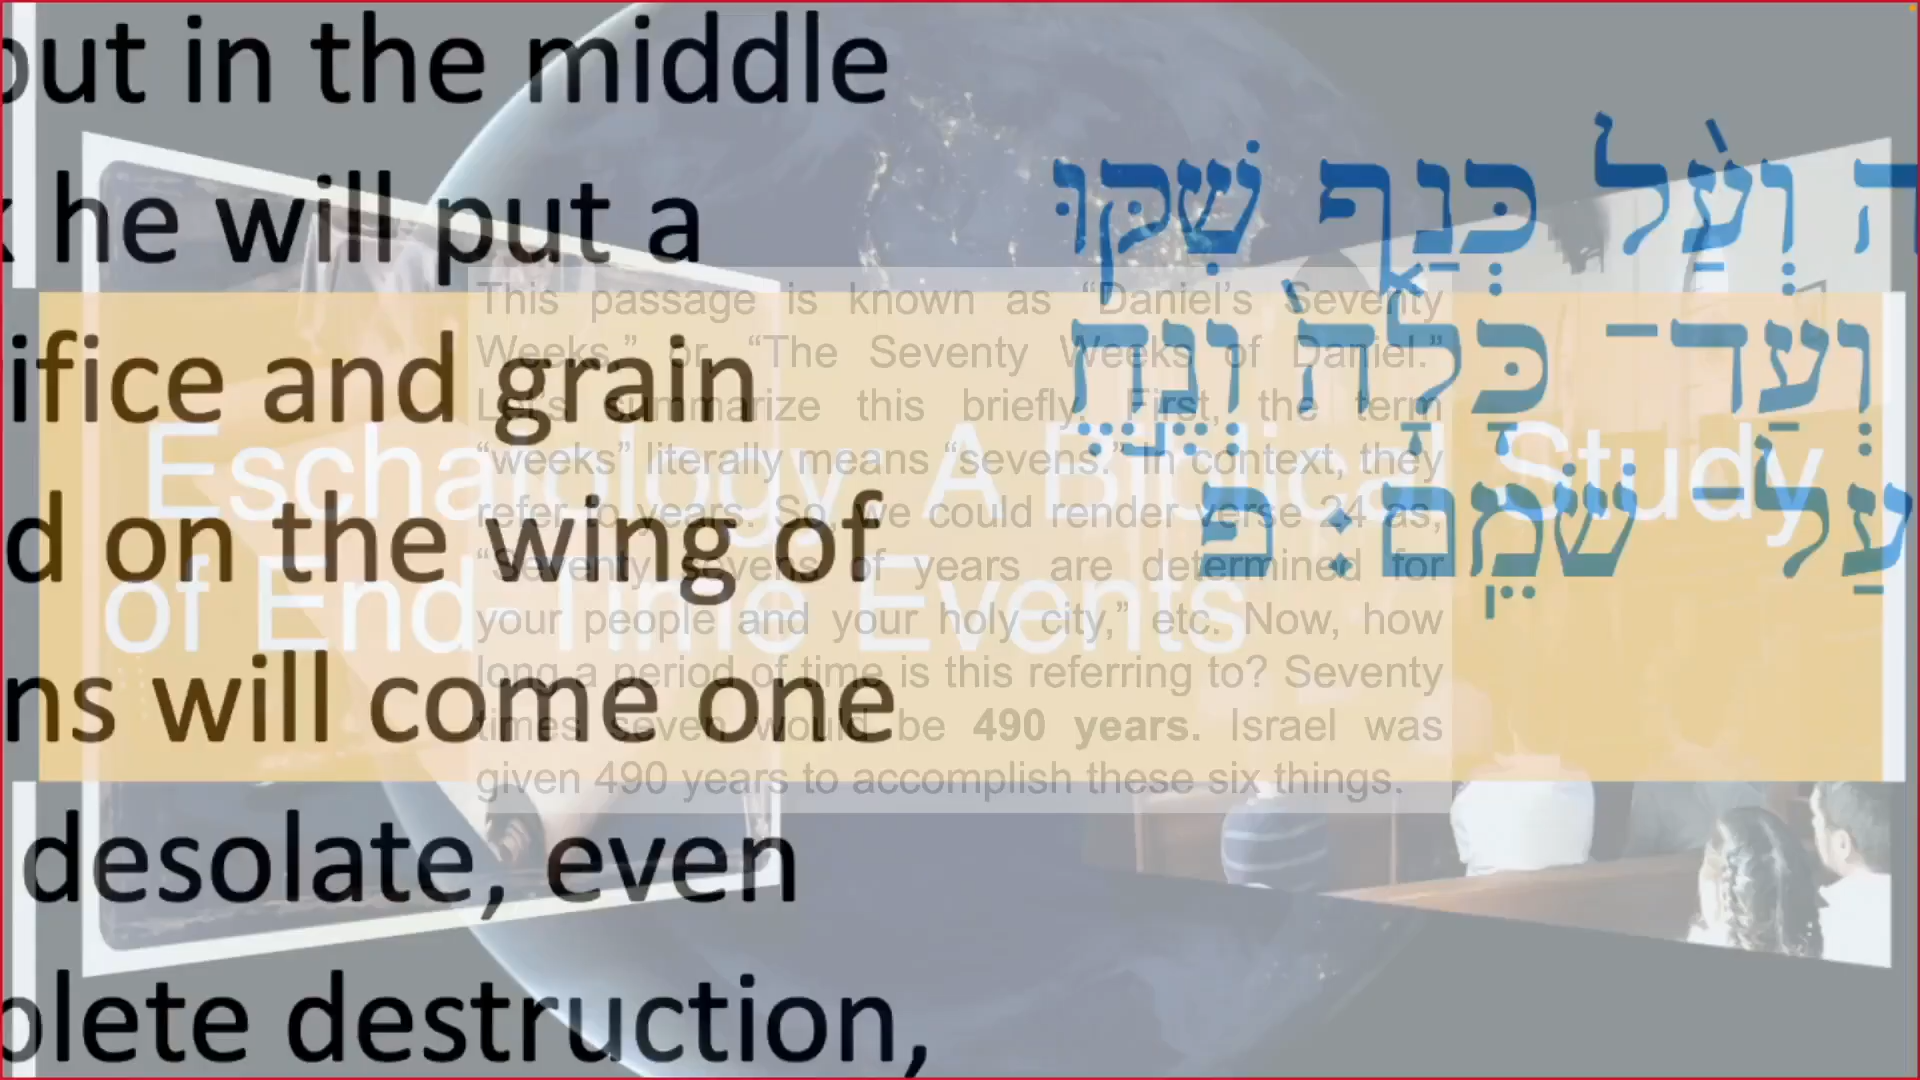 but in the middle
he will put a
ifice and grain
d on the wing of
ns will come one
desolate, even
plete destruction,
וְעַ֨ל כְּנַ֤ף שִׁקּוּ
וְעַד־ כָּלָה֙ וְנֶ֣חֱ
עַל־ שֹׁמֵֽם׃ פ
This passage is known as “Daniel’s Seventy
Weeks,” or, “The Seventy Weeks of Daniel.”
Let’s summarize this briefly. First, the term
“weeks” literally means “sevens.” In context, they
refer to years. So, we could render verse 24 as,
“Seventy sevens of years are determined for
your people and your holy city,” etc. Now, how
long a period of time is this referring to? Seventy
times seven would be 490 years. Israel was
given 490 years to accomplish these six things.
Eschatology: A Biblical Study
of End-Time Events